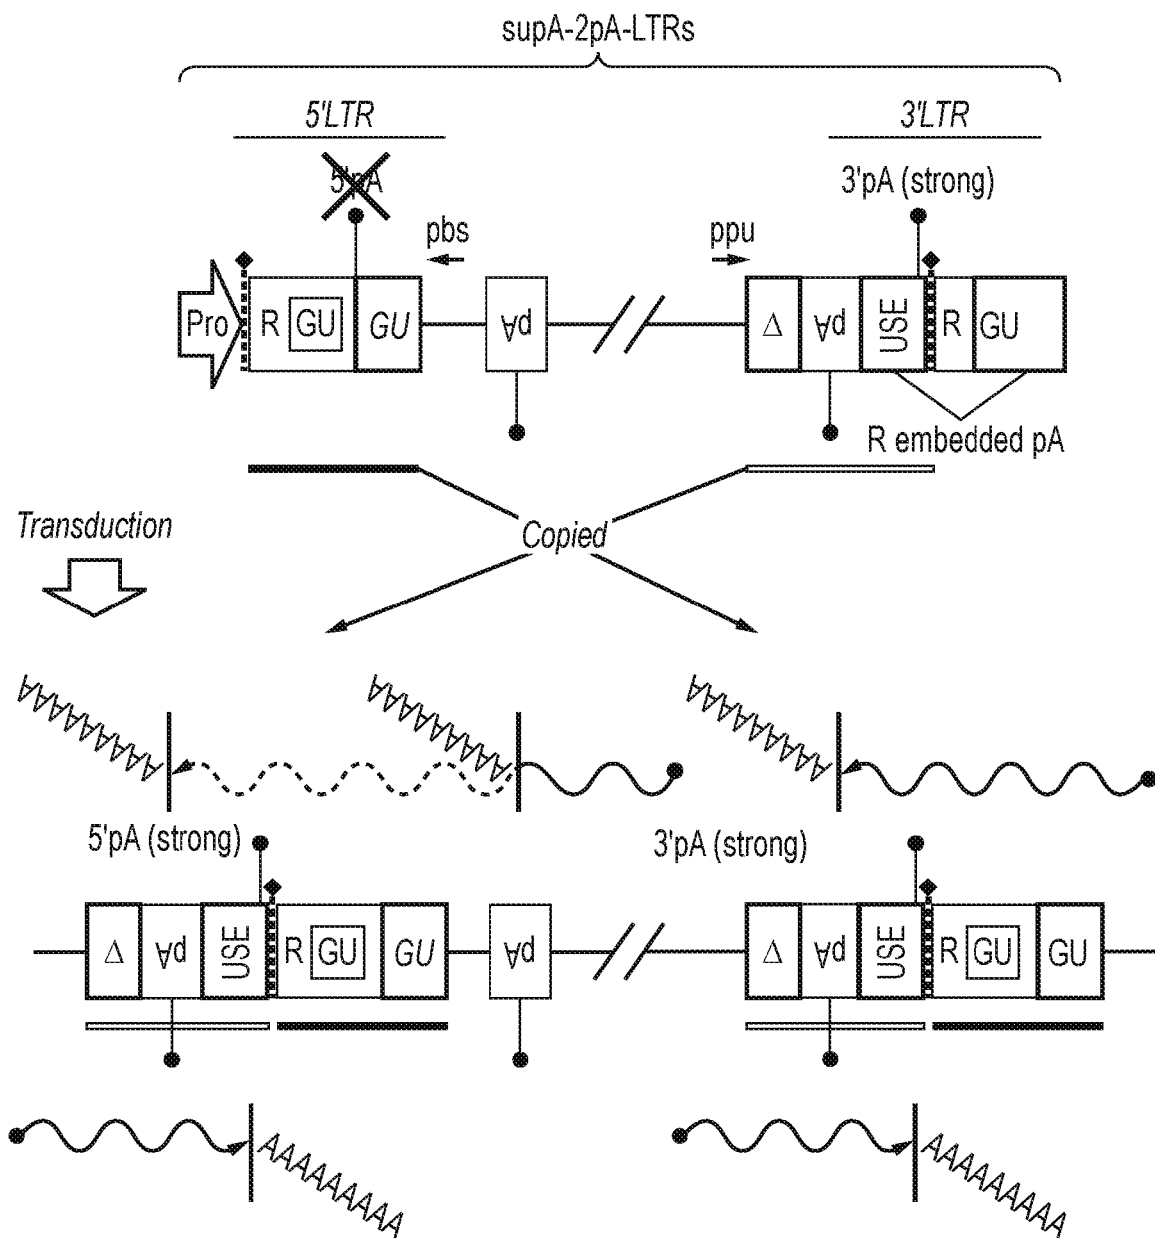 supA-2pA-LTRs
5'LTR
3'LTR
5'pA
3'pA (strong)
pbs
ppu
Pro R GU GU pA Δ pA USE R GU
R embedded pA
Transduction
Copied
AAAAAAAAA AAAAAAAAA AAAAAAAAA
5'pA (strong)
3'pA (strong)
Δ pA USE R GU GU pA Δ pA USE R GU GU
AAAAAAAAA AAAAAAAAA